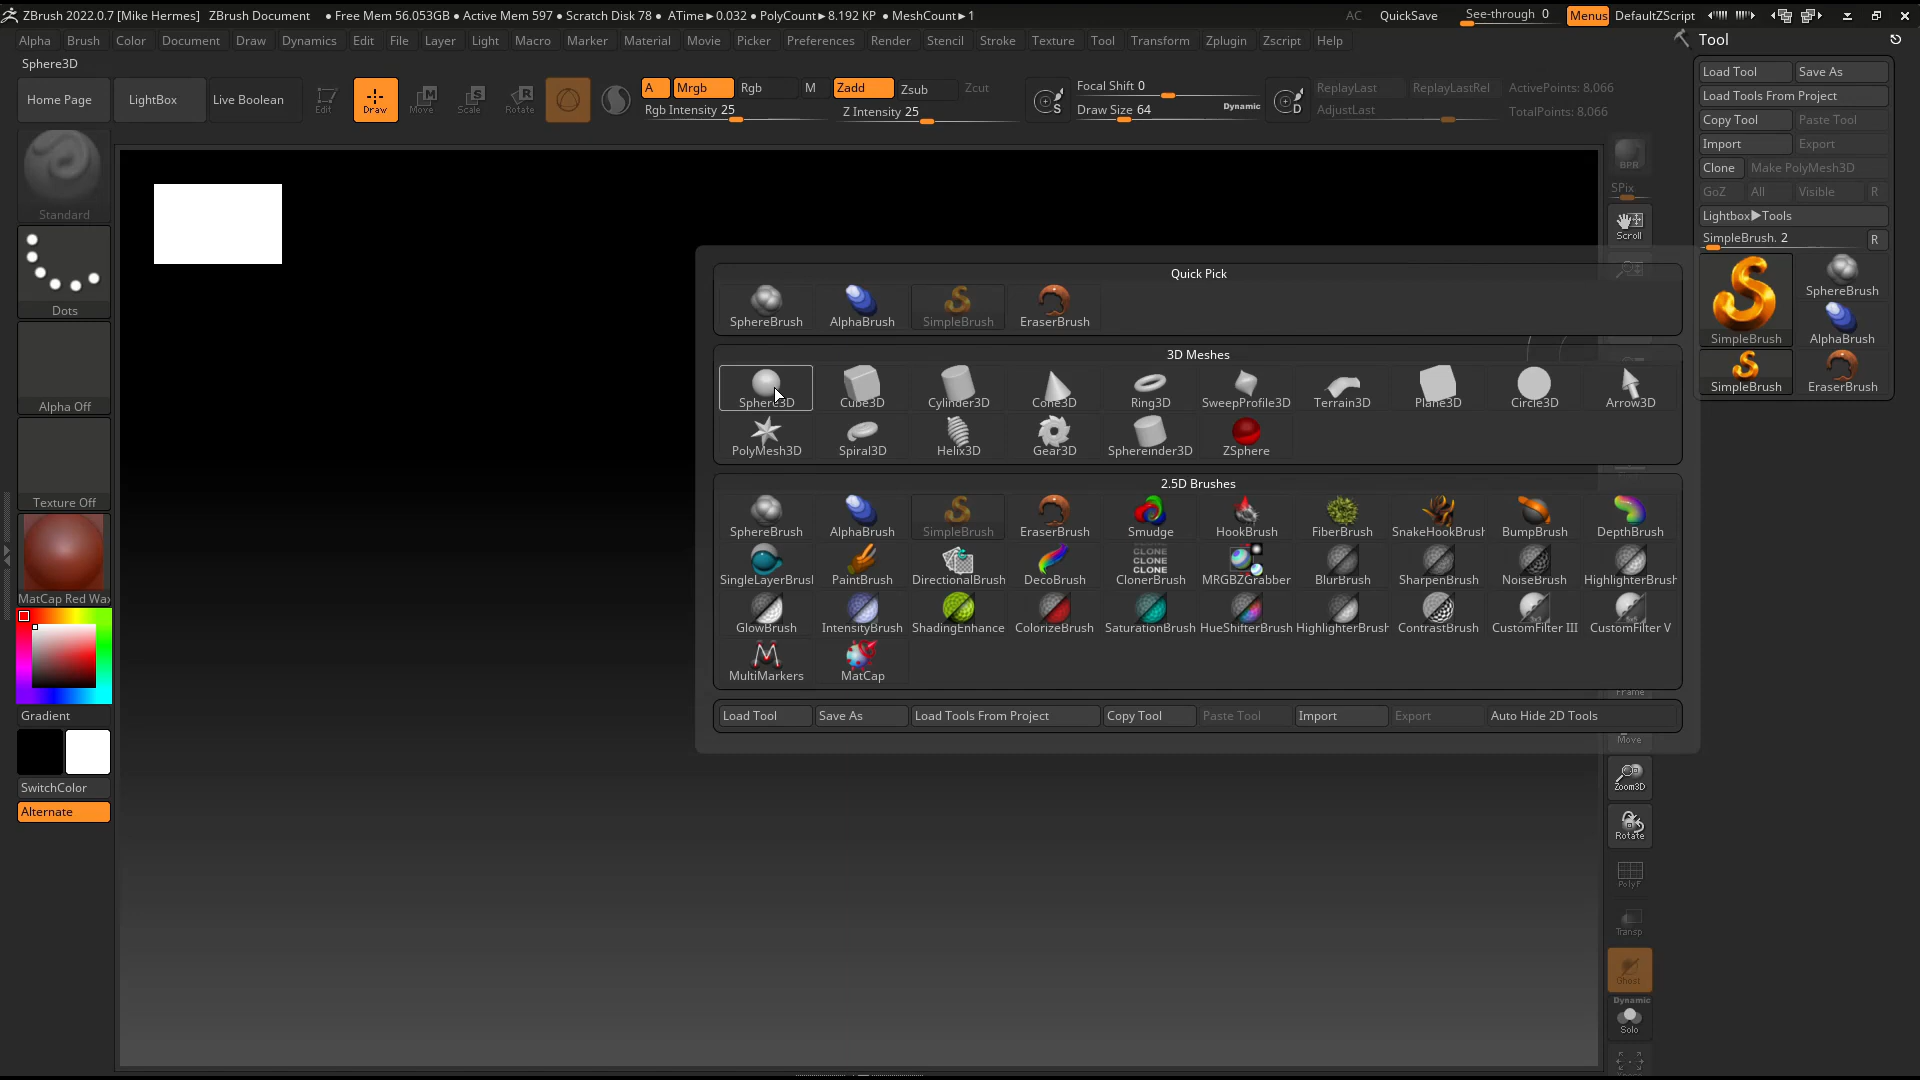 ZBrush 2022.0.7 [Mike Hermes] ZBrush Document • Free Mem 56.053GB • Active Mem 597 • Scratch Disk 78 • ATime▸0.032 • PolyCount▸8.192 KP • MeshCount▸1 AC QuickSave See-through 0 Menus DefaultZScript
Alpha Brush Color Document Draw Dynamics Edit File Layer Light Macro Marker Material Movie Picker Preferences Render Stencil Stroke Texture Tool Transform Zplugin Zscript Help
Tool
Sphere3D
Home Page LightBox Live Boolean Edit Draw Move Scale Rotate
A Mrgb Rgb M Zadd Zsub Zcut
Rgb Intensity 25 Z Intensity 25
Focal Shift 0
Draw Size 64 Dynamic
ReplayLast ReplayLastRel ActivePoints: 8,066
AdjustLast TotalPoints: 8,066
Load Tool Save As
Load Tools From Project
Copy Tool Paste Tool
Import Export
Clone Make PolyMesh3D
GoZ All Visible R
Lightbox▸Tools
SimpleBrush. 2 R
SphereBrush
SimpleBrush AlphaBrush
SimpleBrush EraserBrush
Standard
Dots
Alpha Off
Texture Off
MatCap Red Wax
Gradient
SwitchColor
Alternate
Quick Pick
SphereBrush AlphaBrush SimpleBrush EraserBrush
3D Meshes
Sphere3D Cube3D Cylinder3D Cone3D Ring3D SweepProfile3D Terrain3D Plane3D Circle3D Arrow3D
PolyMesh3D Spiral3D Helix3D Gear3D Sphereinder3D ZSphere
2.5D Brushes
SphereBrush AlphaBrush SimpleBrush EraserBrush Smudge HookBrush FiberBrush SnakeHookBrush BumpBrush DepthBrush
SingleLayerBrush PaintBrush DirectionalBrush DecoBrush ClonerBrush MRGBZGrabber BlurBrush SharpenBrush NoiseBrush HighlighterBrush
CLONE
CLONE
CLONE
GlowBrush IntensityBrush ShadingEnhance ColorizeBrush SaturationBrush HueShifterBrush HighlighterBrush ContrastBrush CustomFilter III CustomFilter V
MultiMarkers MatCap
Load Tool Save As Load Tools From Project Copy Tool Paste Tool Import Export Auto Hide 2D Tools
BPR
SPix
Scroll
Frame
Move
Zoom3D
Rotate
PolyF
Transp
Ghost
Dynamic
Solo